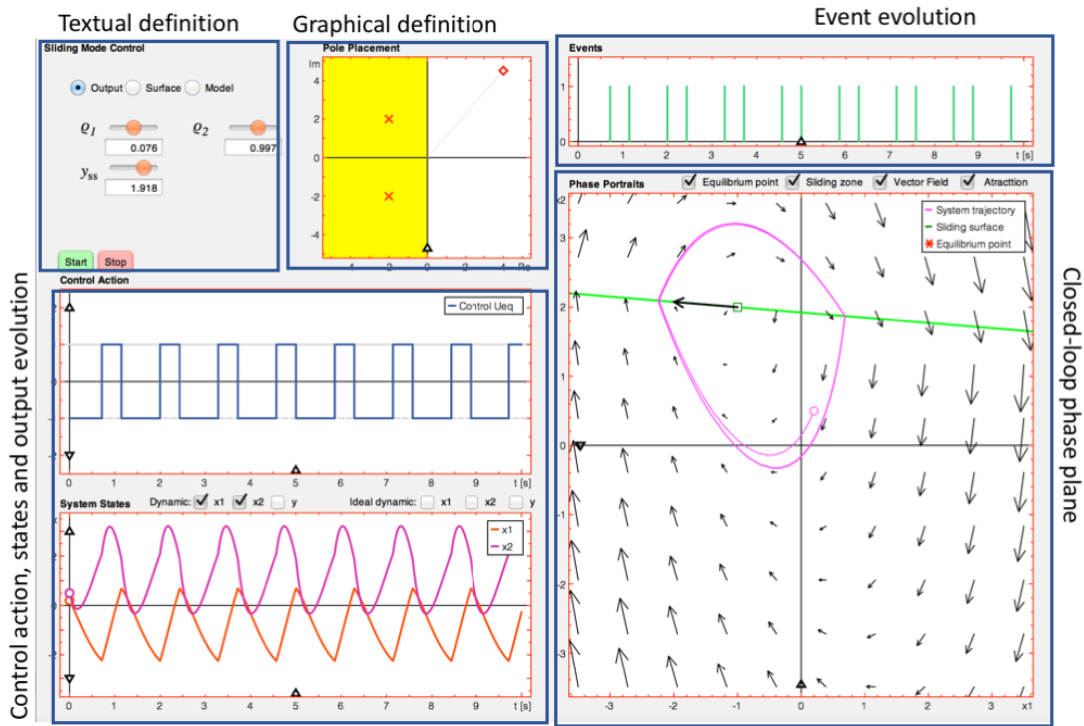 Textual definition
Graphical definition
Event evolution
Sliding Mode Control
Output Surface Model
ϱ1 ϱ2
0.076 0.997
yss
1.918
Start Stop
Pole Placement
Im
4
2
0
-2
-4
-2 0 2
Events
1
0
0 1 2 3 4 5 6 7 8 9 t [s]
Phase Portraits Equilibrium point Sliding zone Vector Field Atracttion
x2
System trajectory
Sliding surface
Equilibrium point
3
2
1
0
-1
-2
-3
-3 -2 -1 0 1 2 3 x1
Closed-loop phase plane
Control action, states and output evolution
Control Action
Control Ueq
0 1 2 3 4 5 6 7 8 9 t [s]
System States Dynamic: x1 x2 y Ideal dynamic: x1 x2 y
x1
x2
0 1 2 3 4 5 6 7 8 9 t [s]